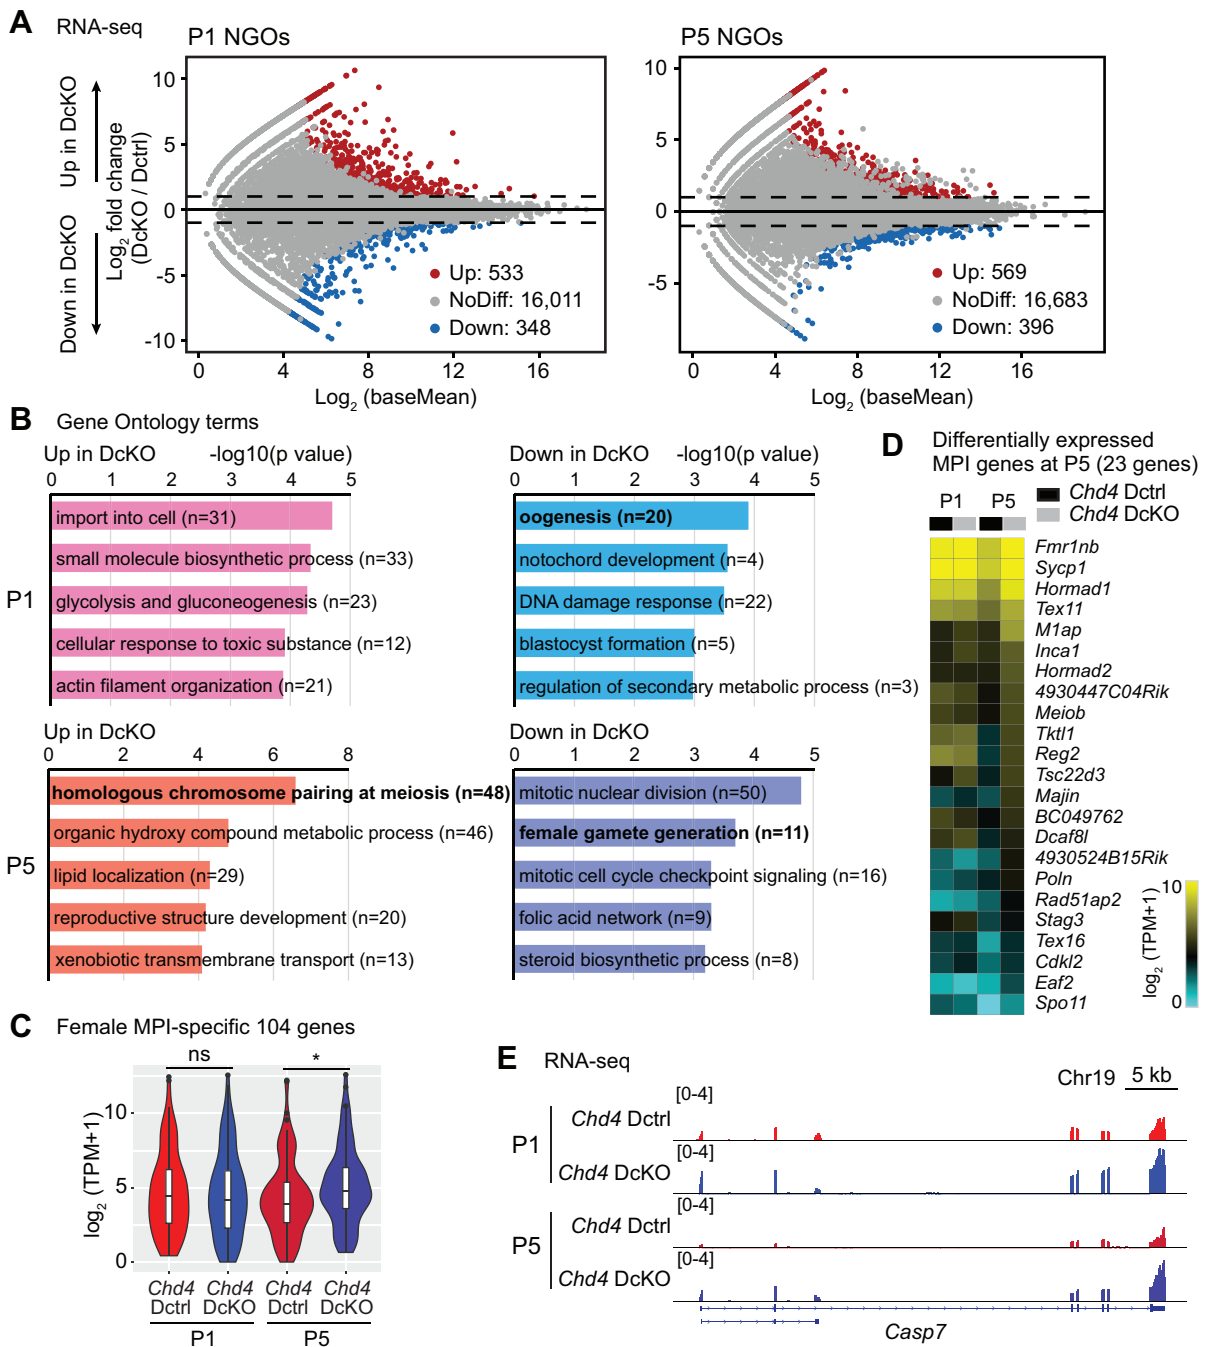 A RNA-seq
P1 NGOs
P5 NGOs
Up in DcKO
Down in DcKO
Log2 fold change
(DcKO / Dctrl)
10
5
0
-5
-10
Up: 533
NoDiff: 16,011
Down: 348
0 4 8 12 16
Log2 (baseMean)
10
5
0
-5
Up: 569
NoDiff: 16,683
Down: 396
0 4 8 12 16
Log2 (baseMean)
B Gene Ontology terms
P1
Up in DcKO -log10(p value)
0 1 2 3 4 5
import into cell (n=31)
small molecule biosynthetic process (n=33)
glycolysis and gluconeogenesis (n=23)
cellular response to toxic substance (n=12)
actin filament organization (n=21)
Down in DcKO -log10(p value)
0 1 2 3 4 5
oogenesis (n=20)
notochord development (n=4)
DNA damage response (n=22)
blastocyst formation (n=5)
regulation of secondary metabolic process (n=3)
P5
Up in DcKO
0 2 4 6 8
homologous chromosome pairing at meiosis (n=48)
organic hydroxy compound metabolic process (n=46)
lipid localization (n=29)
reproductive structure development (n=20)
xenobiotic transmembrane transport (n=13)
Down in DcKO
0 1 2 3 4 5
mitotic nuclear division (n=50)
female gamete generation (n=11)
mitotic cell cycle checkpoint signaling (n=16)
folic acid network (n=9)
steroid biosynthetic process (n=8)
C Female MPI-specific 104 genes
ns
*
log2 (TPM+1)
10
5
0
Chd4 Dctrl
Chd4 DcKO
Chd4 Dctrl
Chd4 DcKO
P1
P5
D Differentially expressed
MPI genes at P5 (23 genes)
P1 P5
Chd4 Dctrl
Chd4 DcKO
Fmr1nb
Sycp1
Hormad1
Tex11
M1ap
Inca1
Hormad2
4930447C04Rik
Meiob
Tktl1
Reg2
Tsc22d3
Majin
BC049762
Dcaf8l
4930524B15Rik
Poln
Rad51ap2
Stag3
Tex16
Cdkl2
Eaf2
Spo11
log2 (TPM+1)
10
0
E RNA-seq
Chr19 5 kb
P1
Chd4 Dctrl
[0-4]
Chd4 DcKO
[0-4]
P5
Chd4 Dctrl
[0-4]
Chd4 DcKO
[0-4]
Casp7